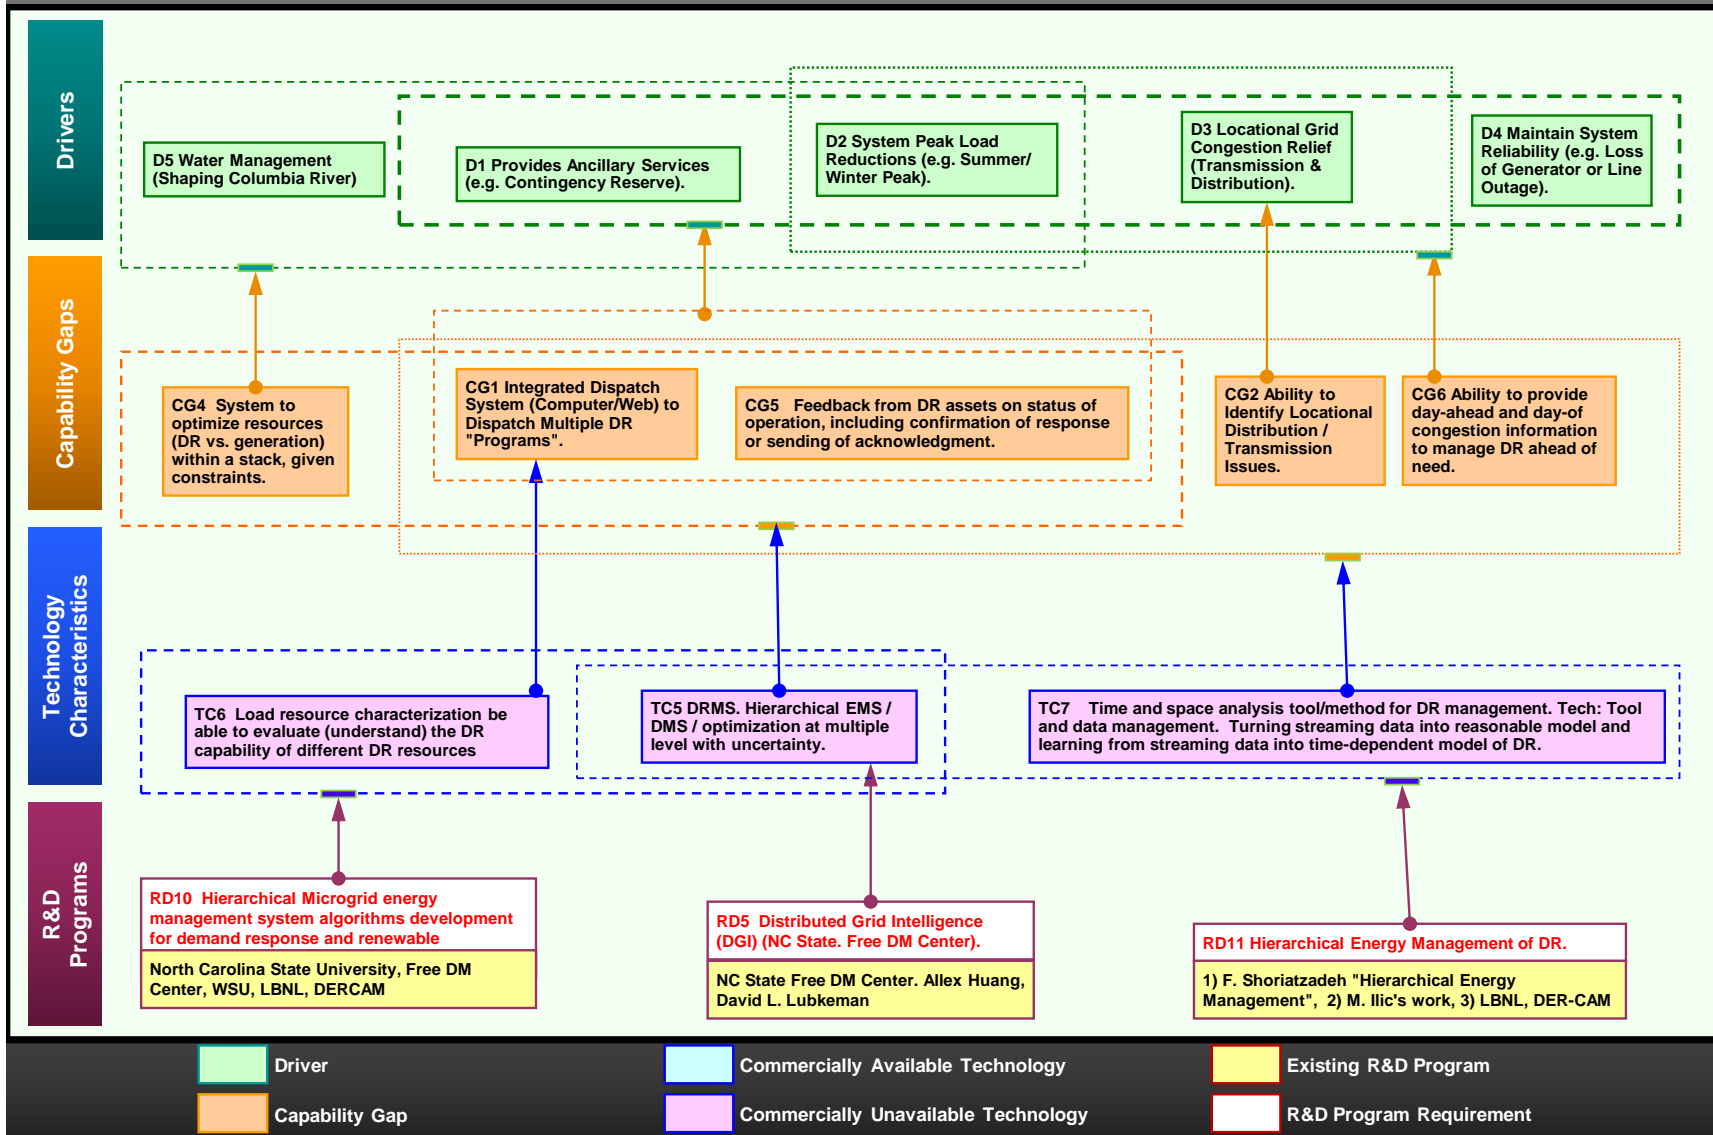 Drivers
D5 Water Management
(Shaping Columbia River)
D1 Provides Ancillary Services
(e.g. Contingency Reserve).
D2 System Peak Load
Reductions (e.g. Summer/
Winter Peak).
D3 Locational Grid
Congestion Relief
(Transmission &
Distribution).
D4 Maintain System
Reliability (e.g. Loss
of Generator or Line
Outage).
Capability Gaps
CG4  System to
optimize resources
(DR vs. generation)
within a stack, given
constraints.
CG1 Integrated Dispatch
System (Computer/Web) to
Dispatch Multiple DR
"Programs".
CG5   Feedback from DR assets on status of
operation, including confirmation of response
or sending of acknowledgment.
CG2 Ability to
Identify Locational
Distribution /
Transmission
Issues.
CG6 Ability to provide
day-ahead and day-of
congestion information
to manage DR ahead of
need.
Technology
Characteristics
TC6  Load resource characterization be
able to evaluate (understand) the DR
capability of different DR resources
TC5 DRMS. Hierarchical EMS /
DMS / optimization at multiple
level with uncertainty.
TC7    Time and space analysis tool/method for DR management. Tech: Tool
and data management.  Turning streaming data into reasonable model and
learning from streaming data into time-dependent model of DR.
R&D
Programs
RD10  Hierarchical Microgrid energy
management system algorithms development
for demand response and renewable
North Carolina State University, Free DM
Center, WSU, LBNL, DERCAM
RD5  Distributed Grid Intelligence
(DGI) (NC State. Free DM Center).
NC State Free DM Center. Allex Huang,
David L. Lubkeman
RD11 Hierarchical Energy Management of DR.
1) F. Shoriatzadeh "Hierarchical Energy
Management",  2) M. Ilic's work, 3) LBNL, DER-CAM
Driver
Commercially Available Technology
Existing R&D Program
Capability Gap
Commercially Unavailable Technology
R&D Program Requirement